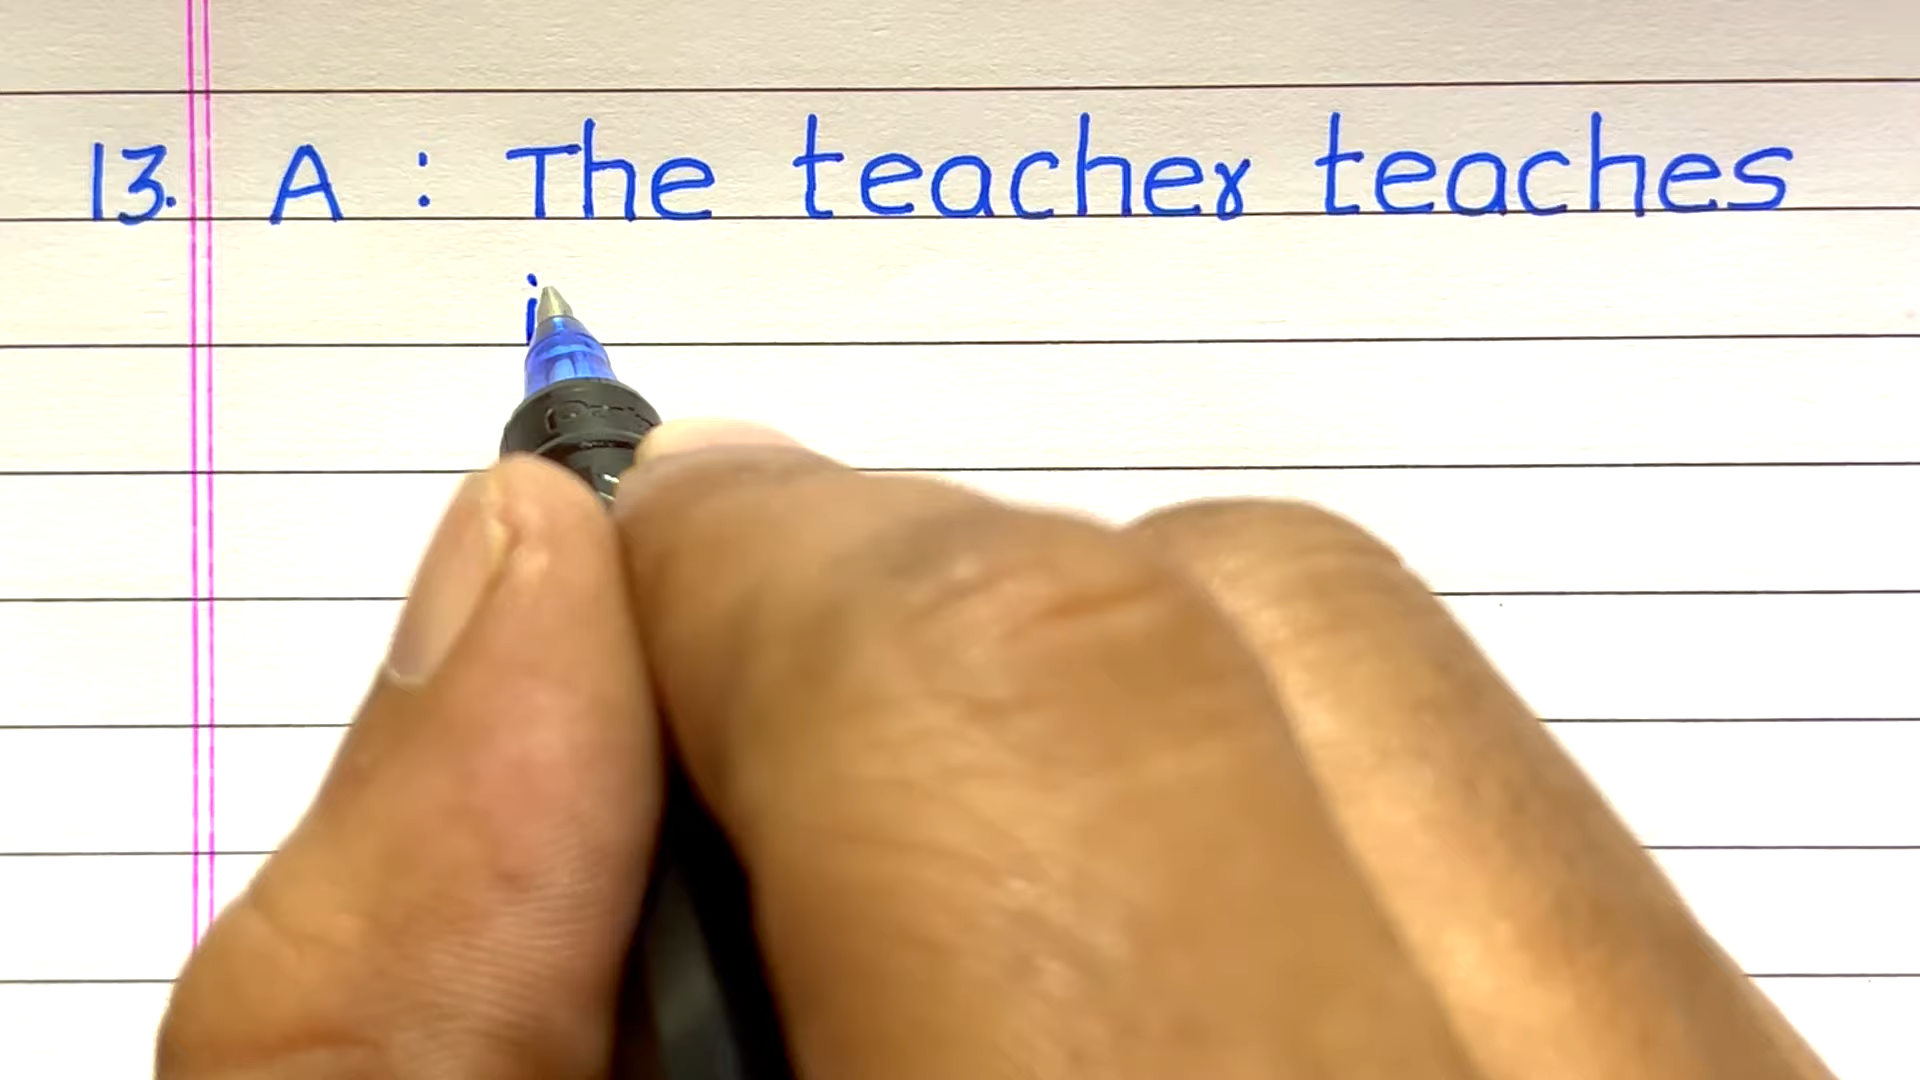 13. A : The teacher teaches
i